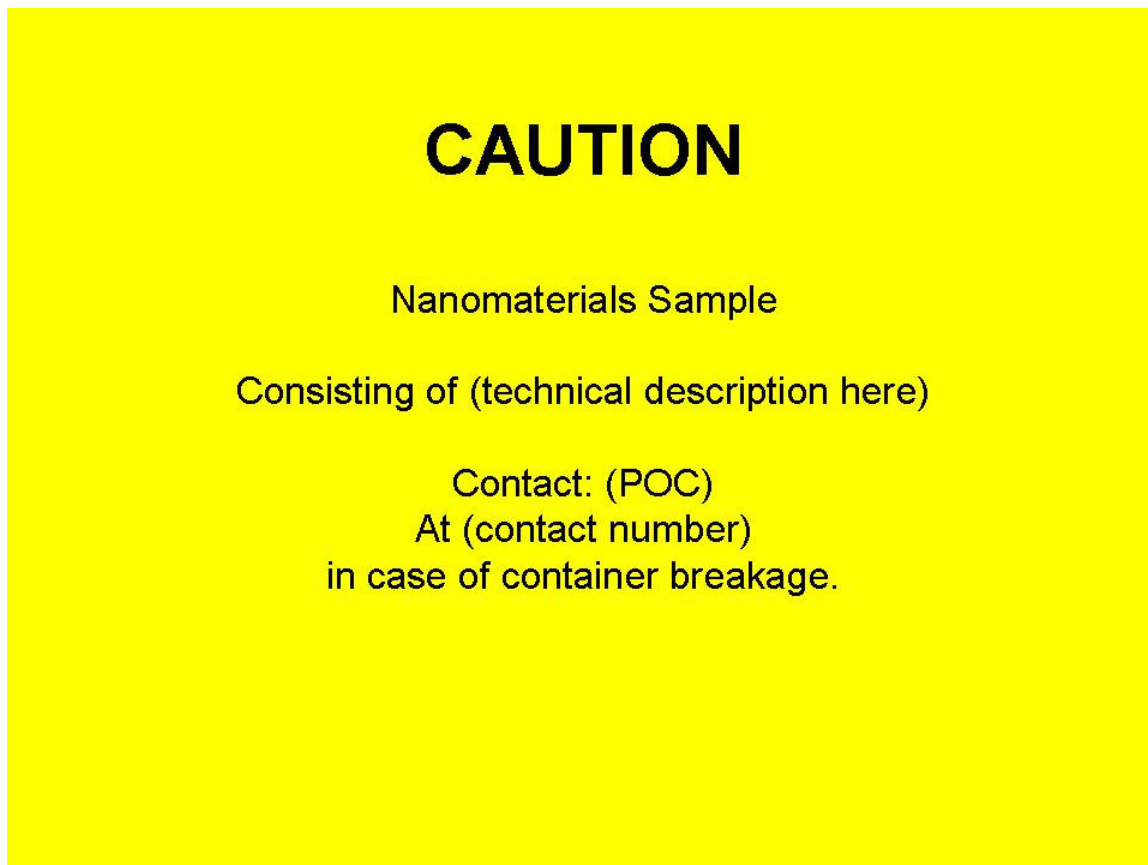 CAUTION
Nanomaterials Sample
Consisting of (technical description here)
Contact: (POC)
At (contact number)
in case of container breakage.